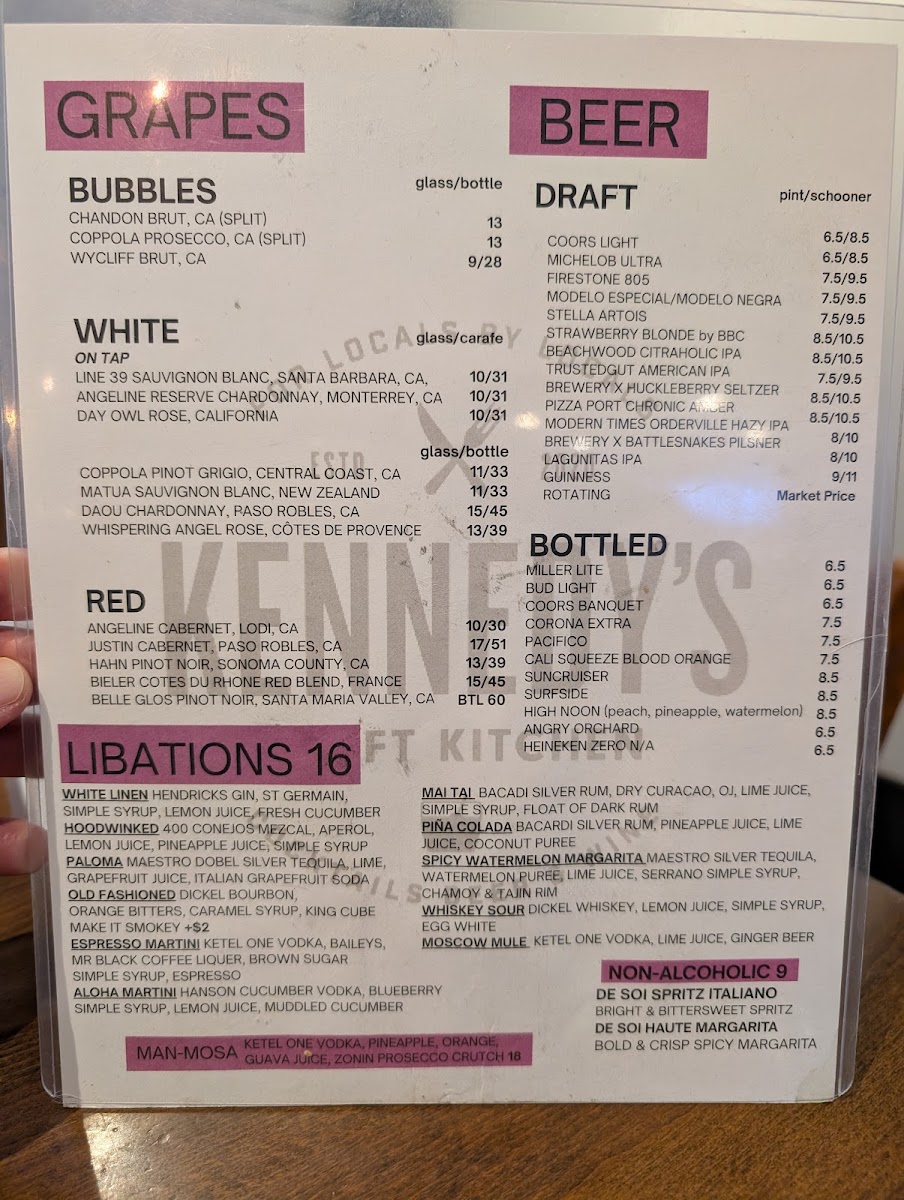 GRAPES
BUBBLES
glass/bottle
CHANDON BRUT, CA (SPLIT) 13
COPPOLA PROSECCO, CA (SPLIT) 13
WYCLIFF BRUT, CA 9/28
WHITE
glass/carafe
ON TAP
LINE 39 SAUVIGNON BLANC, SANTA BARBARA, CA, 10/31
ANGELINE RESERVE CHARDONNAY, MONTERREY, CA 10/31
DAY OWL ROSE, CALIFORNIA 10/31
glass/bottle
COPPOLA PINOT GRIGIO, CENTRAL COAST, CA 11/33
MATUA SAUVIGNON BLANC, NEW ZEALAND 11/33
DAOU CHARDONNAY, PASO ROBLES, CA 15/45
WHISPERING ANGEL ROSE, CÔTES DE PROVENCE 13/39
RED
ANGELINE CABERNET, LODI, CA 10/30
JUSTIN CABERNET, PASO ROBLES, CA 17/51
HAHN PINOT NOIR, SONOMA COUNTY, CA 13/39
BIELER COTES DU RHONE RED BLEND, FRANCE 15/45
BELLE GLOS PINOT NOIR, SANTA MARIA VALLEY, CA BTL 60
BEER
DRAFT
pint/schooner
COORS LIGHT 6.5/8.5
MICHELOB ULTRA 6.5/8.5
FIRESTONE 805 7.5/9.5
MODELO ESPECIAL/MODELO NEGRA 7.5/9.5
STELLA ARTOIS 7.5/9.5
STRAWBERRY BLONDE by BBC 8.5/10.5
BEACHWOOD CITRAHOLIC IPA 8.5/10.5
TRUSTEDGUT AMERICAN IPA 7.5/9.5
BREWERY X HUCKLEBERRY SELTZER 8.5/10.5
PIZZA PORT CHRONIC AMBER 8.5/10.5
MODERN TIMES ORDERVILLE HAZY IPA 8/10
BREWERY X BATTLESNAKES PILSNER 8/10
LAGUNITAS IPA 9/11
GUINNESS Market Price
ROTATING
BOTTLED
MILLER LITE 6.5
BUD LIGHT 6.5
COORS BANQUET 6.5
CORONA EXTRA 7.5
PACIFICO 7.5
CALI SQUEEZE BLOOD ORANGE 7.5
SUNCRUISER 8.5
SURFSIDE 8.5
HIGH NOON (peach, pineapple, watermelon) 8.5
ANGRY ORCHARD 6.5
HEINEKEN ZERO N/A 6.5
KENNEDY'S
ESTD
FT KITCHEN
LIBATIONS 16
WHITE LINEN HENDRICKS GIN, ST GERMAIN,
SIMPLE SYRUP, LEMON JUICE, FRESH CUCUMBER
HOODWINKED 400 CONEJOS MEZCAL, APEROL,
LEMON JUICE, PINEAPPLE JUICE, SIMPLE SYRUP
PALOMA MAESTRO DOBEL SILVER TEQUILA, LIME,
GRAPEFRUIT JUICE, ITALIAN GRAPEFRUIT SODA
OLD FASHIONED DICKEL BOURBON,
ORANGE BITTERS, CARAMEL SYRUP, KING CUBE
MAKE IT SMOKEY +$2
ESPRESSO MARTINI KETEL ONE VODKA, BAILEYS,
MR BLACK COFFEE LIQUER, BROWN SUGAR
SIMPLE SYRUP, ESPRESSO
ALOHA MARTINI HANSON CUCUMBER VODKA, BLUEBERRY
SIMPLE SYRUP, LEMON JUICE, MUDDLED CUCUMBER
MAI TAI BACADI SILVER RUM, DRY CURACAO, OJ, LIME JUICE,
SIMPLE SYRUP, FLOAT OF DARK RUM
PIÑA COLADA BACARDI SILVER RUM, PINEAPPLE JUICE, LIME
JUICE, COCONUT PUREE
SPICY WATERMELON MARGARITA MAESTRO SILVER TEQUILA,
WATERMELON PUREE, LIME JUICE, SERRANO SIMPLE SYRUP,
CHAMOY & TAJIN RIM
WHISKEY SOUR DICKEL WHISKEY, LEMON JUICE, SIMPLE SYRUP,
EGG WHITE
MOSCOW MULE KETEL ONE VODKA, LIME JUICE, GINGER BEER
NON-ALCOHOLIC 9
DE SOI SPRITZ ITALIANO
BRIGHT & BITTERSWEET SPRITZ
DE SOI HAUTE MARGARITA
BOLD & CRISP SPICY MARGARITA
MAN-MOSA KETEL ONE VODKA, PINEAPPLE, ORANGE,
GUAVA JUICE, ZONIN PROSECCO CRUTCH 18